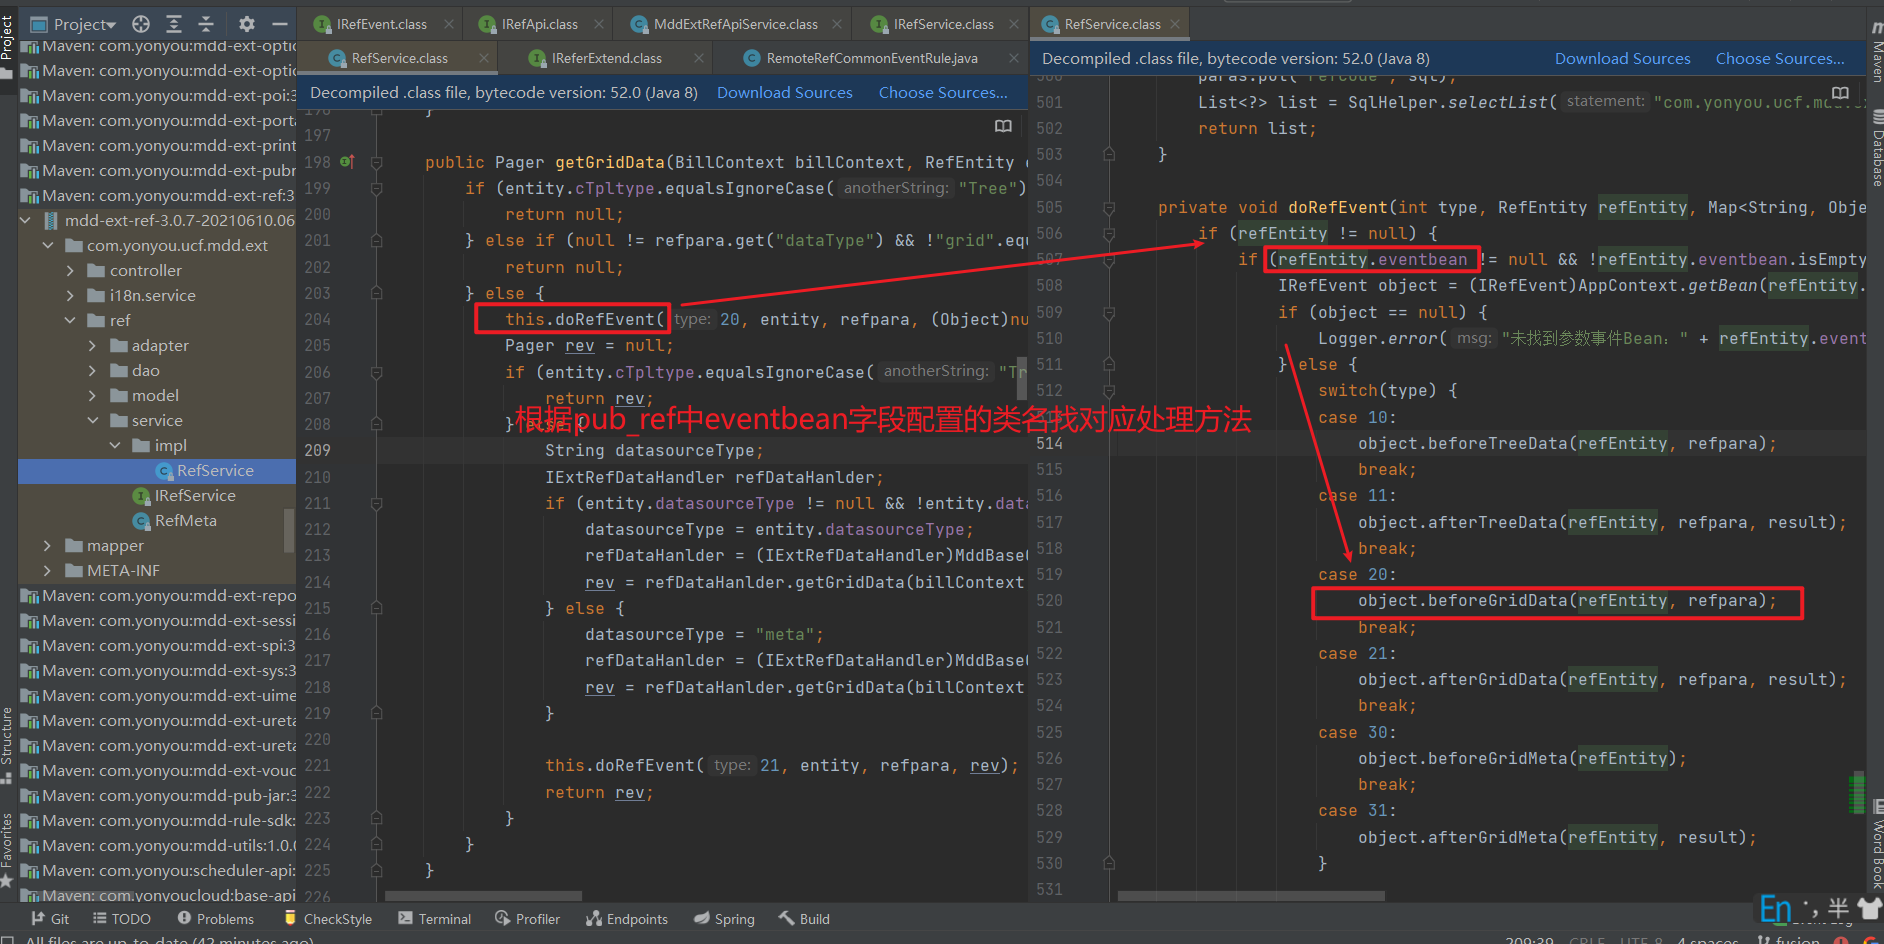 Project
IRefEvent.class
IRefApi.class
MddExtRefApiService.class
IRefService.class
RefService.class
RefService.class
IReferExtend.class
RemoteRefCommonEventRule.java
Decompiled .class file, bytecode version: 52.0 (Java 8)
Download Sources
Choose Sources...
Decompiled .class file, bytecode version: 52.0 (Java 8)
Download Sources
Choose Sources...
Project
Structure
Favorites
Maven
Database
Word Book
Maven: com.yonyou:mdd-ext-optic
Maven: com.yonyou:mdd-ext-optic
Maven: com.yonyou:mdd-ext-poi:3
Maven: com.yonyou:mdd-ext-porta
Maven: com.yonyou:mdd-ext-print
Maven: com.yonyou:mdd-ext-pubr
Maven: com.yonyou:mdd-ext-ref:3
mdd-ext-ref-3.0.7-20210610.06
com.yonyou.ucf.mdd.ext
controller
i18n.service
ref
adapter
dao
model
service
impl
RefService
IRefService
RefMeta
mapper
META-INF
Maven: com.yonyou:mdd-ext-repo
Maven: com.yonyou:mdd-ext-sessi
Maven: com.yonyou:mdd-ext-spi:3
Maven: com.yonyou:mdd-ext-sys:3
Maven: com.yonyou:mdd-ext-uime
Maven: com.yonyou:mdd-ext-ureta
Maven: com.yonyou:mdd-ext-ureta
Maven: com.yonyou:mdd-ext-vouc
Maven: com.yonyou:mdd-pub-jar:3
Maven: com.yonyou:mdd-rule-sdk:
Maven: com.yonyou:mdd-utils:1.0.0
Maven: com.yonyou:scheduler-api:
Maven: com.yonyoucloud:base-api
196 }
197
198 public Pager getGridData(BillContext billContext, RefEntity
199 if (entity.cTpltype.equalsIgnoreCase( anotherString: "Tree")
200 return null;
201 } else if (null != refpara.get("dataType") && !"grid".equ
202 return null;
203 } else {
204 this.doRefEvent( type: 20, entity, refpara, (Object)nu
205 Pager rev = null;
206 if (entity.cTpltype.equalsIgnoreCase( anotherString: "Tr
207 return rev;
208 } else {
209 String datasourceType;
210 IExtRefDataHandler refDataHanlder;
211 if (entity.datasourceType != null && !entity.data
212 datasourceType = entity.datasourceType;
213 refDataHanlder = (IExtRefDataHandler)MddBase
214 rev = refDataHanlder.getGridData(billContext
215 } else {
216 datasourceType = "meta";
217 refDataHanlder = (IExtRefDataHandler)MddBase
218 rev = refDataHanlder.getGridData(billContext
219 }
220
221 this.doRefEvent( type: 21, entity, refpara, rev);
222 return rev;
223 }
224 }
225 }
226
根据pub_ref中eventbean字段配置的类名找对应处理方法
500 paras.put("refcode", sql);
501 List<?> list = SqlHelper.selectList( statement: "com.yonyou.ucf.md
502 return list;
503 }
504
505 private void doRefEvent(int type, RefEntity refEntity, Map<String, Obje
506 if (refEntity != null) {
507 if (refEntity.eventbean != null && !refEntity.eventbean.isEmpty
508 IRefEvent object = (IRefEvent)AppContext.getBean(refEntity.
509 if (object == null) {
510 Logger.error( msg: "未找到参数事件Bean：" + refEntity.event
511 } else {
512 switch(type) {
case 10:
514 object.beforeTreeData(refEntity, refpara);
515 break;
516 case 11:
517 object.afterTreeData(refEntity, refpara, result);
518 break;
519 case 20:
520 object.beforeGridData(refEntity, refpara);
521 break;
522 case 21:
523 object.afterGridData(refEntity, refpara, result);
524 break;
525 case 30:
526 object.beforeGridMeta(refEntity);
527 break;
528 case 31:
529 object.afterGridMeta(refEntity, result);
530 }
531
Git
TODO
Problems
CheckStyle
Terminal
Profiler
Endpoints
Spring
Build
En 半
All files are up-to-date (42 minutes ago)
209:39 CRLF UTF-8 4 spaces fusion